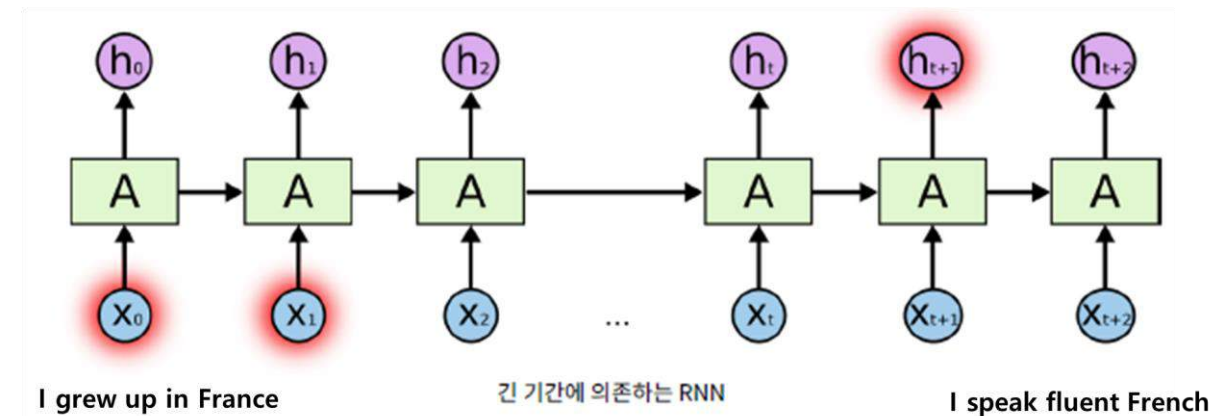 h₀ h₁ h₂ hₜ hₜ₊₁ hₜ₊₂
A A A A A A
X₀ X₁ X₂ ... Xₜ Xₜ₊₁ Xₜ₊₂
I grew up in France
긴 기간에 의존하는 RNN
I speak fluent French